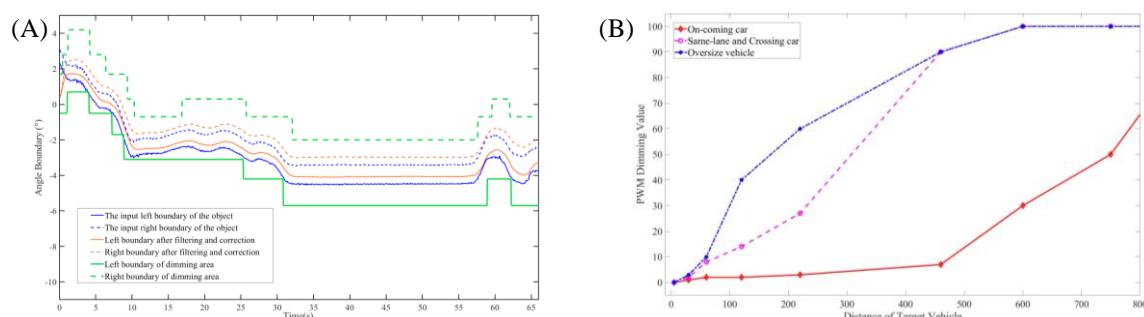 (A)
Angle Boundary (°)
4
2
0
-2
-4
-6
-8
-10
The input left boundary of the object
The input right boundary of the object
Left boundary after filtering and correction
Right boundary after filtering and correction
Left boundary of dimming area
Right boundary of dimming area
0 5 10 15 20 25 30 35 40 45 50 55 60 65
Time(s)
(B)
PWM Dimming Value
100
90
80
70
60
50
40
30
20
10
0
On-coming car
Same-lane and Crossing car
Oversize vehicle
0 100 200 300 400 500 600 700 800
Distance of Target Vehicle